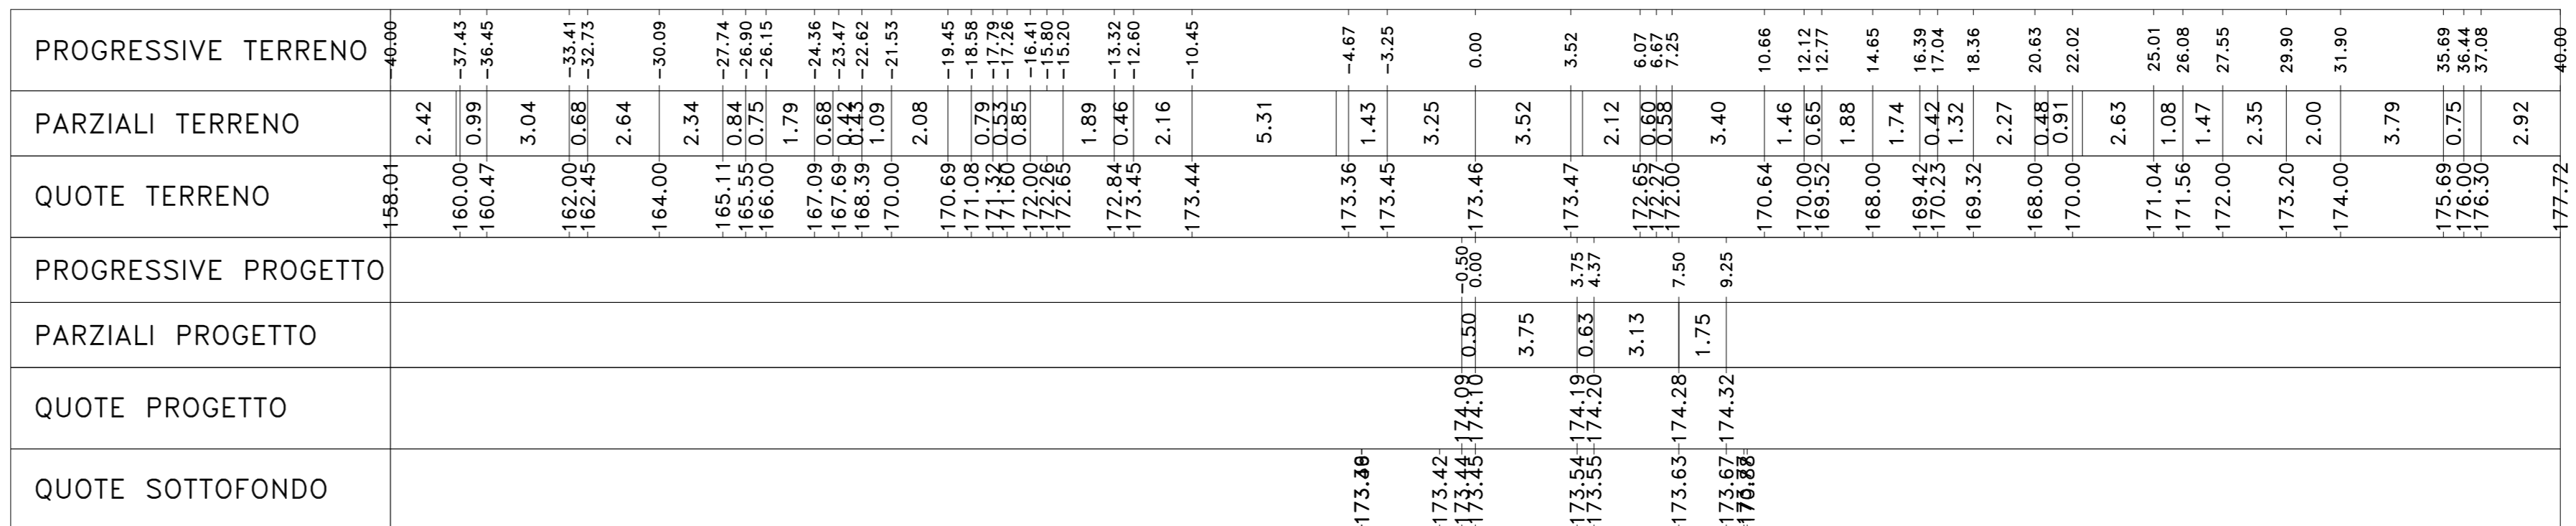 PROGRESSIVE TERRENO -40.00 -37.43 -36.45 -33.41 -32.73 -30.09 -27.74 -26.90 -26.15 -24.36 -23.47 -22.62 -21.53 -19.45 -18.58 -17.79 -17.26 -16.41 -15.80 -15.20 -13.32 -12.60 -10.45 -4.67 -3.25 0.00 3.52 6.07 6.67 7.25 10.66 12.12 12.77 14.65 16.39 17.04 18.36 20.63 22.02 25.01 26.08 27.55 29.90 31.90 35.69 36.44 37.08 40.00
PARZIALI TERRENO 2.42 0.99 3.04 0.68 2.64 2.34 0.84 0.75 1.79 0.68 0.42 0.43 1.09 2.08 0.79 0.53 0.85 1.89 0.46 2.16 5.31 1.43 3.25 3.52 2.12 0.60 0.58 3.40 1.46 0.65 1.88 1.74 0.42 1.32 2.27 0.48 0.91 2.63 1.08 1.47 2.35 2.00 3.79 0.75 2.92
QUOTE TERRENO 158.01 160.00 160.47 162.00 162.45 164.00 165.11 165.55 166.00 167.09 167.69 168.39 170.00 170.69 171.08 171.32 171.60 172.00 172.26 172.65 172.84 173.45 173.44 173.36 173.45 173.46 173.47 172.65 172.27 172.00 170.64 170.00 169.52 168.00 169.42 170.23 169.32 168.00 170.00 171.04 171.56 172.00 173.20 174.00 175.69 176.00 176.30 177.72
PROGRESSIVE PROGETTO -0.50 0.00 3.75 4.37 7.50 9.25
PARZIALI PROGETTO 0.50 3.75 0.63 3.13 1.75
QUOTE PROGETTO 174.09 174.10 174.19 174.20 174.28 174.32
QUOTE SOTTOFONDO 173.42 173.44 173.45 173.54 173.55 173.63 173.67